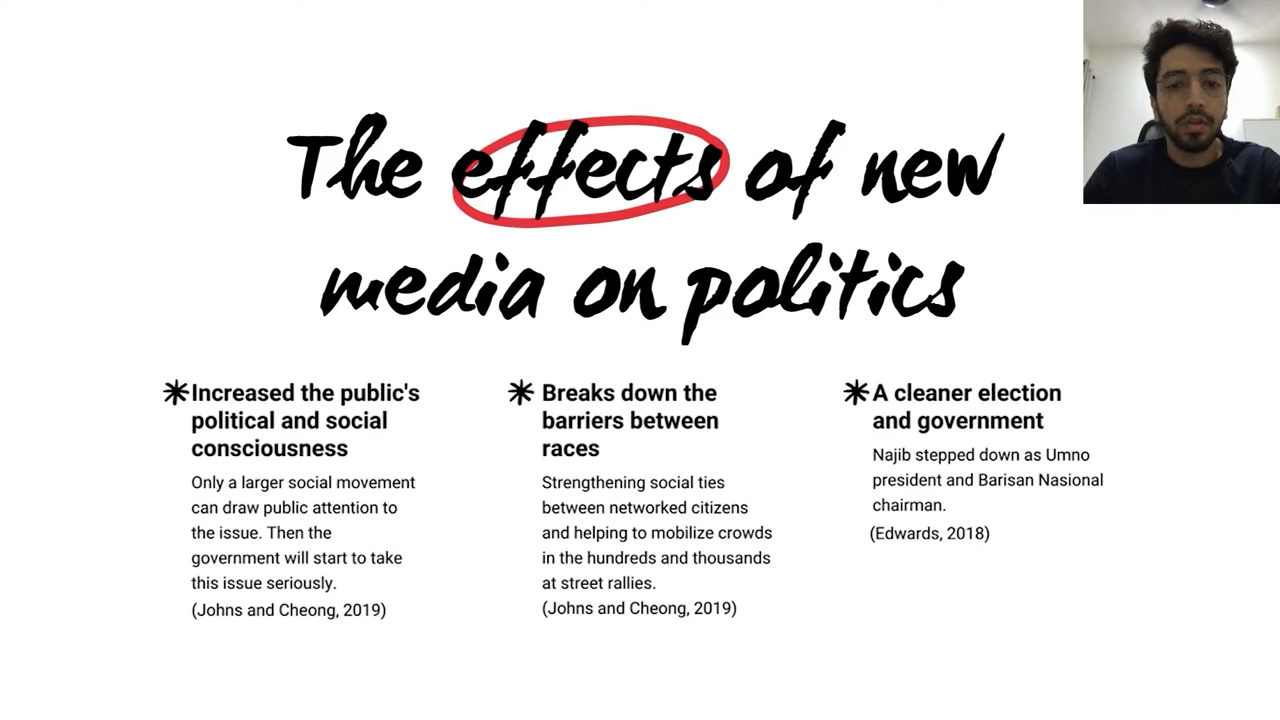 The effects of new
media on politics
Increased the public's
political and social
consciousness
Only a larger social movement
can draw public attention to
the issue. Then the
government will start to take
this issue seriously.
(Johns and Cheong, 2019)
Breaks down the
barriers between
races
Strengthening social ties
between networked citizens
and helping to mobilize crowds
in the hundreds and thousands
at street rallies.
(Johns and Cheong, 2019)
A cleaner election
and government
Najib stepped down as Umno
president and Barisan Nasional
chairman.
(Edwards, 2018)